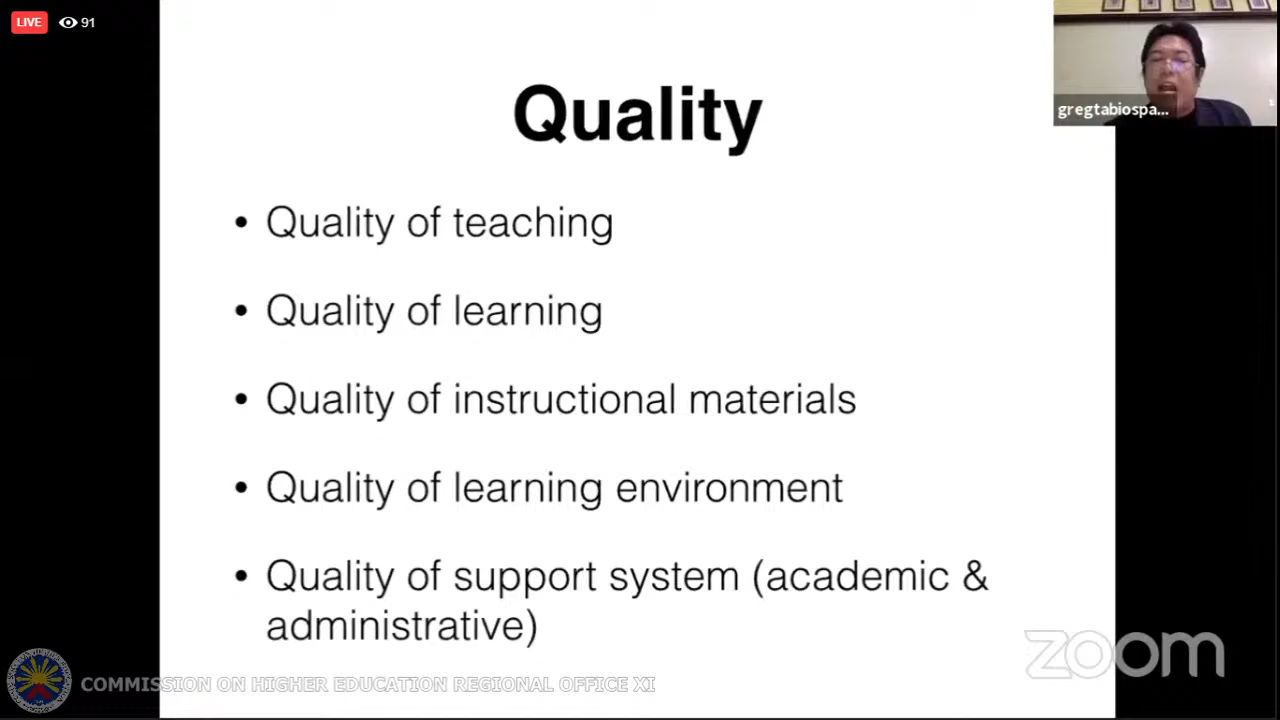 LIVE 91
gregtabiospa...
Quality
• Quality of teaching
• Quality of learning
• Quality of instructional materials
• Quality of learning environment
• Quality of support system (academic &
administrative)
zoom
COMMISSION ON HIGHER EDUCATION REGIONAL OFFICE XI